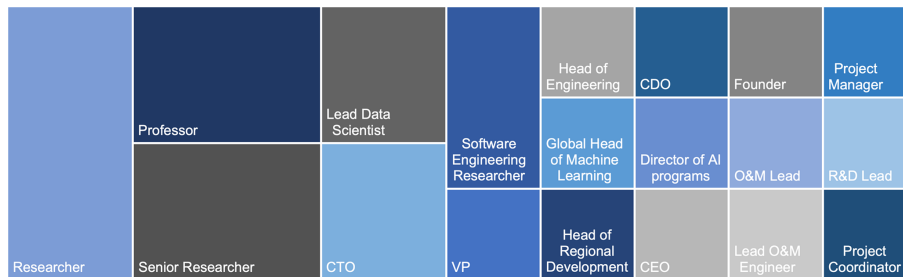 Researcher
Professor
Senior Researcher
Lead Data
Scientist
CTO
Software
Engineering
Researcher
VP
Head of
Engineering
CDO
Founder
Project
Manager
Global Head
of Machine
Learning
Director of AI
programs
O&M Lead
R&D Lead
Head of
Regional
Development
CEO
Lead O&M
Engineer
Project
Coordinator